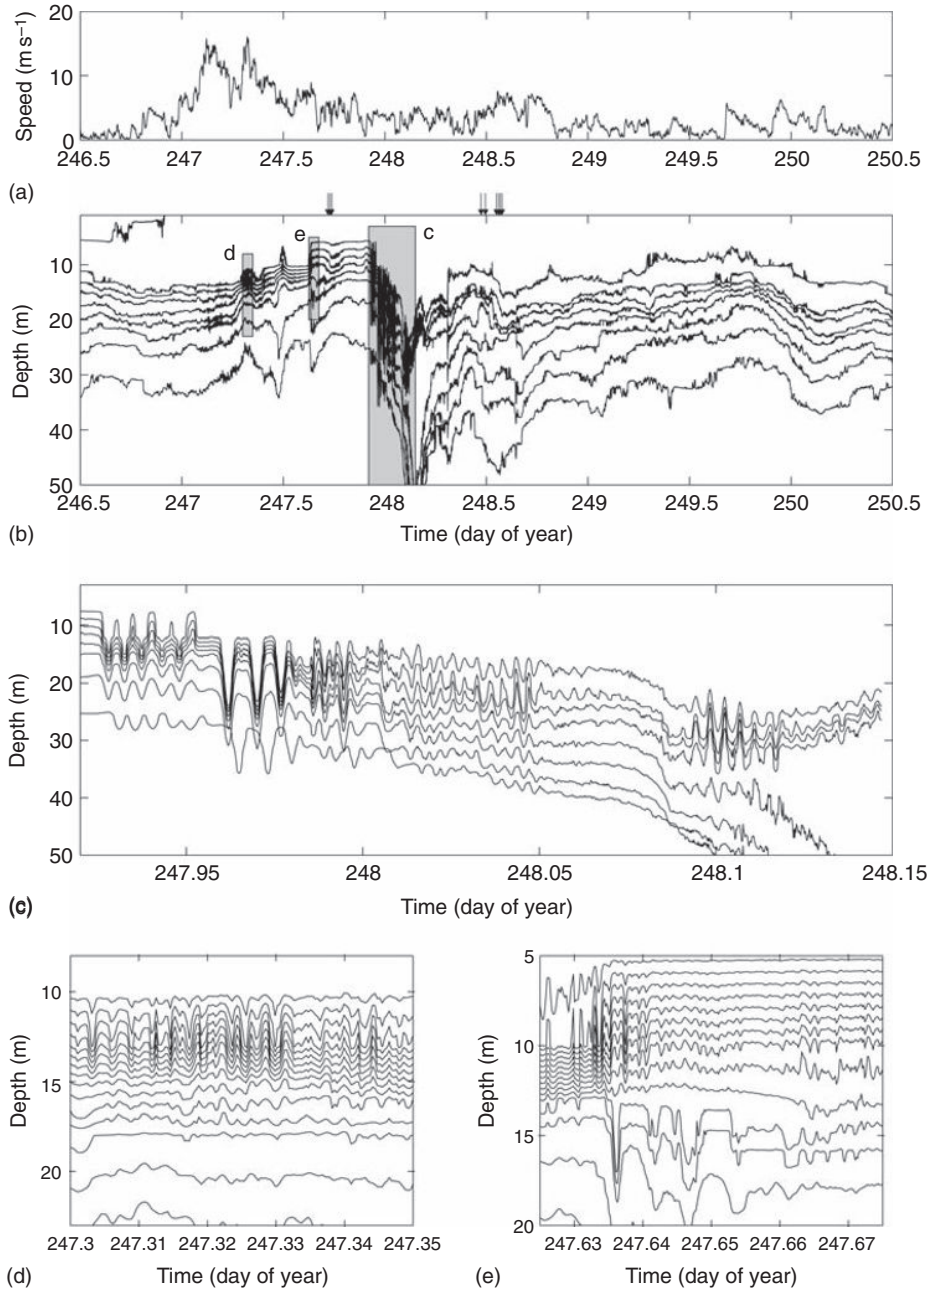 20
10
0
Speed (m s⁻¹)
246.5 247 247.5 248 248.5 249 249.5 250 250.5
(a)
d e c
10
20
30
40
50
Depth (m)
246.5 247 247.5 248 248.5 249 249.5 250 250.5
(b) Time (day of year)
10
20
30
40
50
Depth (m)
247.95 248 248.05 248.1 248.15
(c) Time (day of year)
10
15
20
Depth (m)
247.3 247.31 247.32 247.33 247.34 247.35
(d) Time (day of year)
5
10
15
20
Depth (m)
247.63 247.64 247.65 247.66 247.67
(e) Time (day of year)